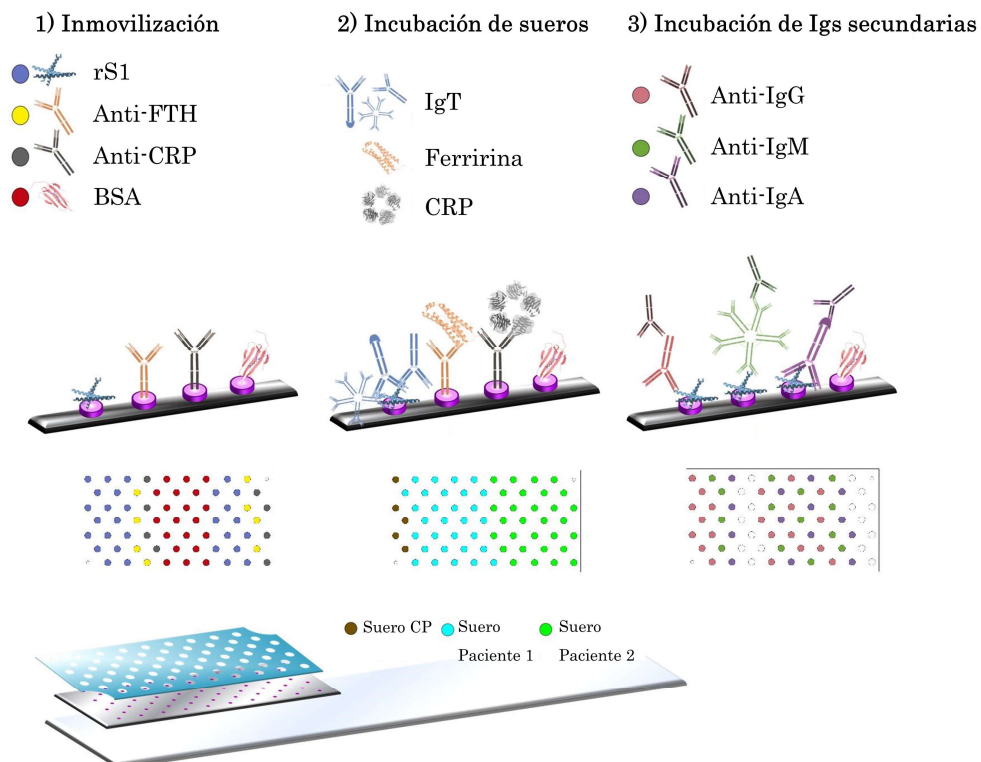 1) Inmovilización
rS1
Anti-FTH
Anti-CRP
BSA
2) Incubación de sueros
IgT
Ferririna
CRP
3) Incubación de Igs secundarias
Anti-IgG
Anti-IgM
Anti-IgA
Suero CP
Suero
Paciente 1
Suero
Paciente 2